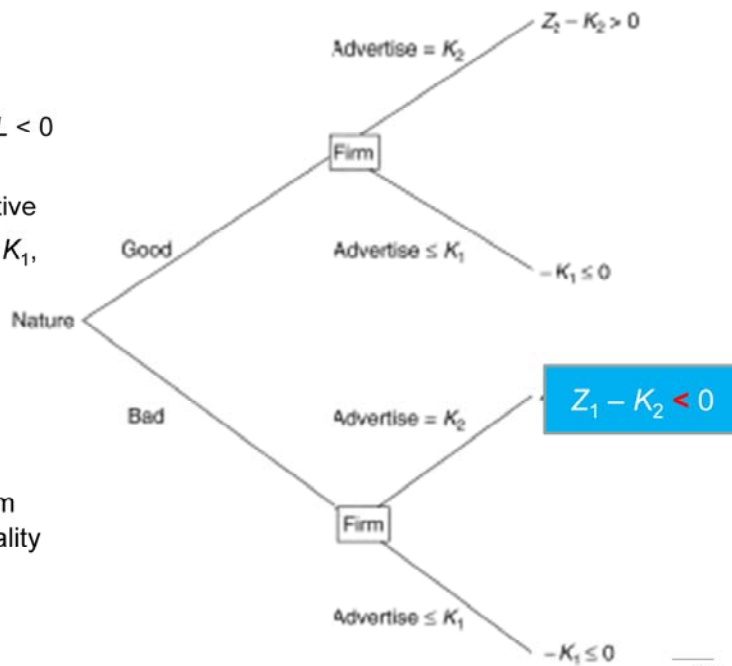 Z₂ – K₂ > 0
Advertise = K₂
L < 0
Firm
tive
Good
Advertise ≤ K₁
K₁,
– K₁ ≤ 0
Nature
Z₁ – K₂ < 0
Bad
Advertise = K₂
m
Firm
ality
Advertise ≤ K₁
– K₁ ≤ 0